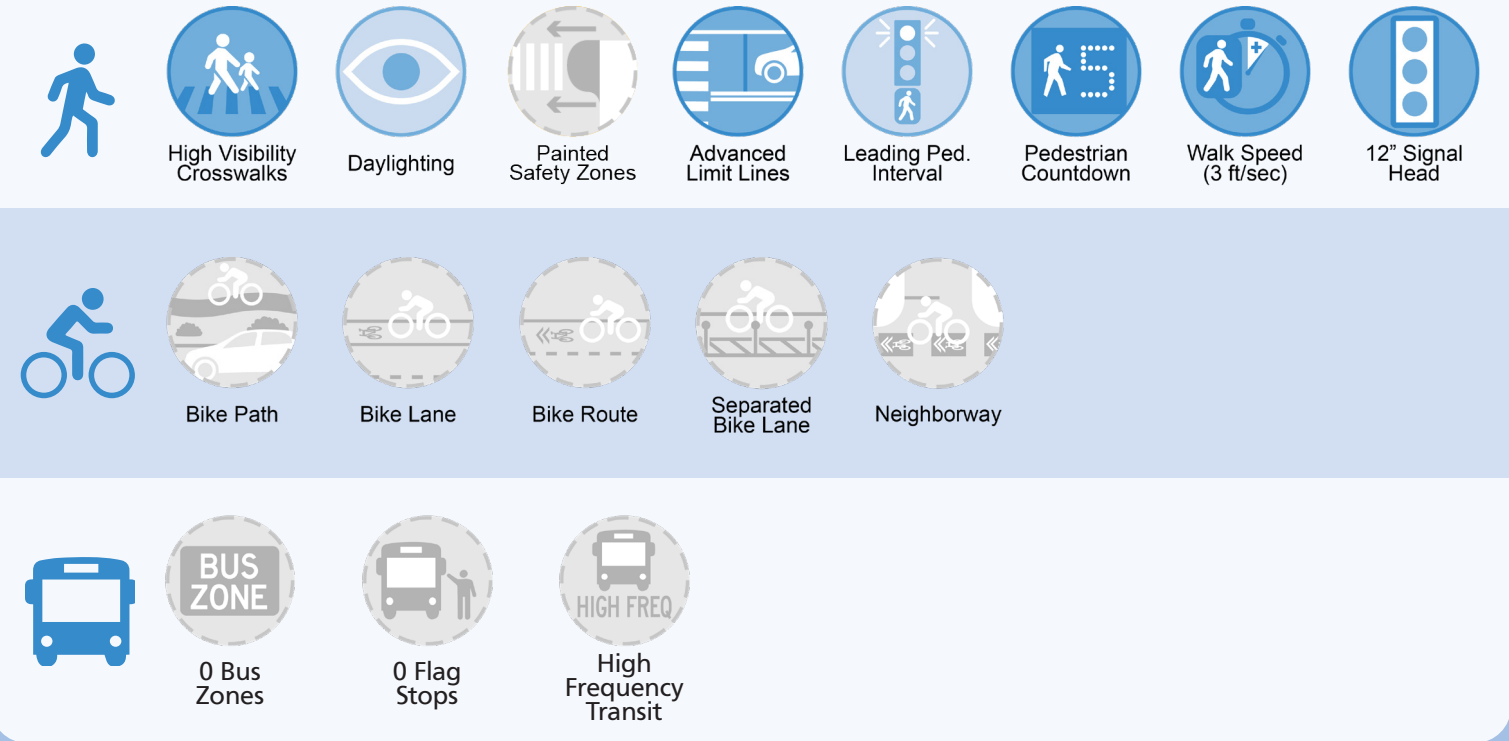 High Visibility
Crosswalks
Daylighting
Painted
Safety Zones
Advanced
Limit Lines
Leading Ped.
Interval
5
Pedestrian
Countdown
Walk Speed
(3 ft/sec)
12” Signal
Head
Bike Path
Bike Lane
Bike Route
Separated
Bike Lane
Neighborway
BUS
ZONE
0 Bus
Zones
0 Flag
Stops
HIGH FREQ
High
Frequency
Transit